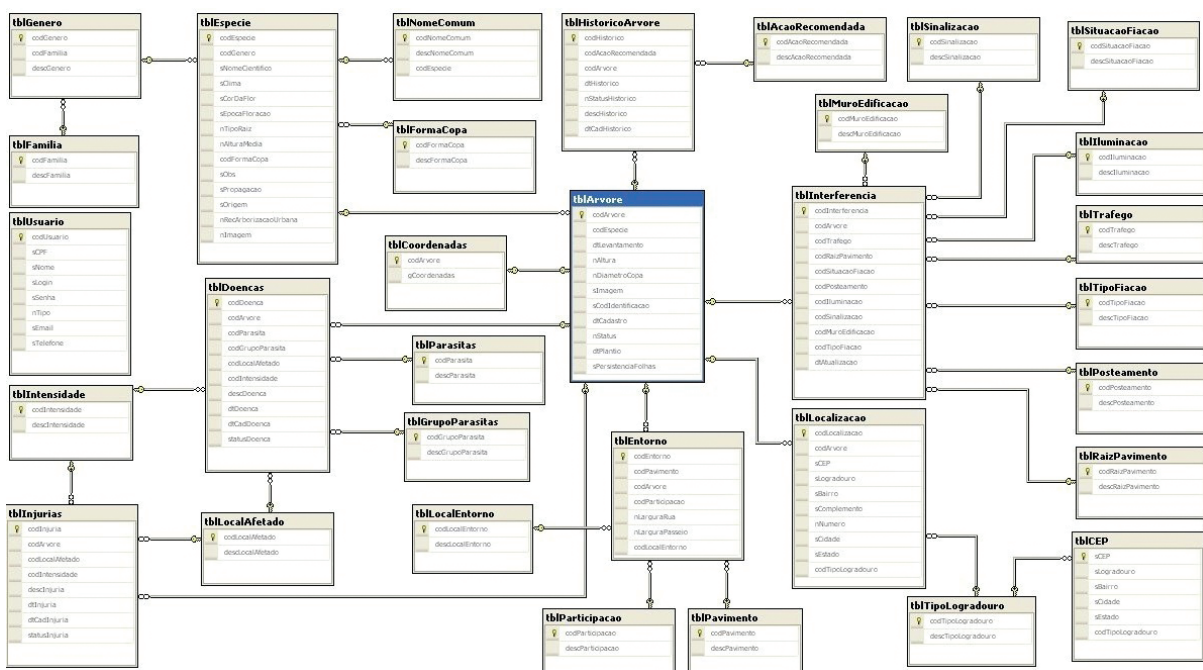 tblGenero
codGenero
codFamilia
descGenero
tblFamilia
codFamilia
descFamilia
tblUsuario
codUsuario
sCPF
sNome
sLogin
sSenha
nTipo
sEmail
sTelefone
tblIntensidade
codIntensidade
descIntensidade
tblInjurias
codInjuria
codArvore
codLocalAfetado
codIntensidade
descInjuria
dtInjuria
dtCadInjuria
statusInjuria
tblEspecie
codEspecie
codGenero
sNomeCientifico
sClima
sCorDaFlor
sEpocaFloracao
nTipoRaiz
nAlturaMedia
codFormaCopa
sObs
sPropagacao
sOrigem
nRecArborizacaoUrbana
nImagem
tblDoencas
codDoenca
codArvore
codParasita
codGrupoParasita
codLocalAfetado
codIntensidade
descDoenca
dtDoenca
dtCadDoenca
statusDoenca
tblLocalAfetado
codLocalAfetado
descLocalAfetado
tblNomeComum
codNomeComum
descNomeComum
codEspecie
tblFormaCopa
codFormaCopa
descFormaCopa
tblCoordenadas
codArvore
gCoordenadas
tblParasitas
codParasita
descParasita
tblGrupoParasitas
codGrupoParasita
descGrupoParasita
tblLocalEntorno
codLocalEntorno
descLocalEntorno
tblHistoricoArvore
codHistorico
codAcaoRecomendada
codArvore
dtHistorico
nStatusHistorico
descHistorico
dtCadHistorico
tblArvore
codArvore
codEspecie
dtLevantamento
nAltura
nDiametroCopa
sImagem
sCodIdentificacao
dtCadastro
nStatus
dtPlantio
sPersistenciaFolhas
tblEntorno
codEntorno
codPavimento
codArvore
codParticipacao
nLarguraRua
nLarguraPasseio
codLocalEntorno
tblParticipacao
codParticipacao
descParticipacao
tblPavimento
codPavimento
descPavimento
tblAcaoRecomendada
codAcaoRecomendada
descAcaoRecomendada
tblMuroEdificacao
codMuroEdificacao
descMuroEdificacao
tblInterferencia
codInterferencia
codArvore
codTrafego
codRaizPavimento
codSituacaoFiacao
codPosteamento
codIluminacao
codSinalizacao
codMuroEdificacao
codTipoFiacao
dtAtualizacao
tblLocalizacao
codLocalizacao
codArvore
sCEP
sLogradouro
sBairro
sComplemento
nNumero
sCidade
sEstado
codTipoLogradouro
tblSinalizacao
codSinalizacao
descSinalizacao
tblSituacaoFiacao
codSituacaoFiacao
descSituacaoFiacao
tblIluminacao
codIluminacao
descIluminacao
tblTrafego
codTrafego
descTrafego
tblTipoFiacao
codTipoFiacao
descTipoFiacao
tblPosteamento
codPosteamento
descPosteamento
tblRaizPavimento
codRaizPavimento
descRaizPavimento
tblTipoLogradouro
codTipoLogradouro
descTipoLogradouro
tblCEP
sCEP
sLogradouro
sBairro
sCidade
sEstado
codTipoLogradouro